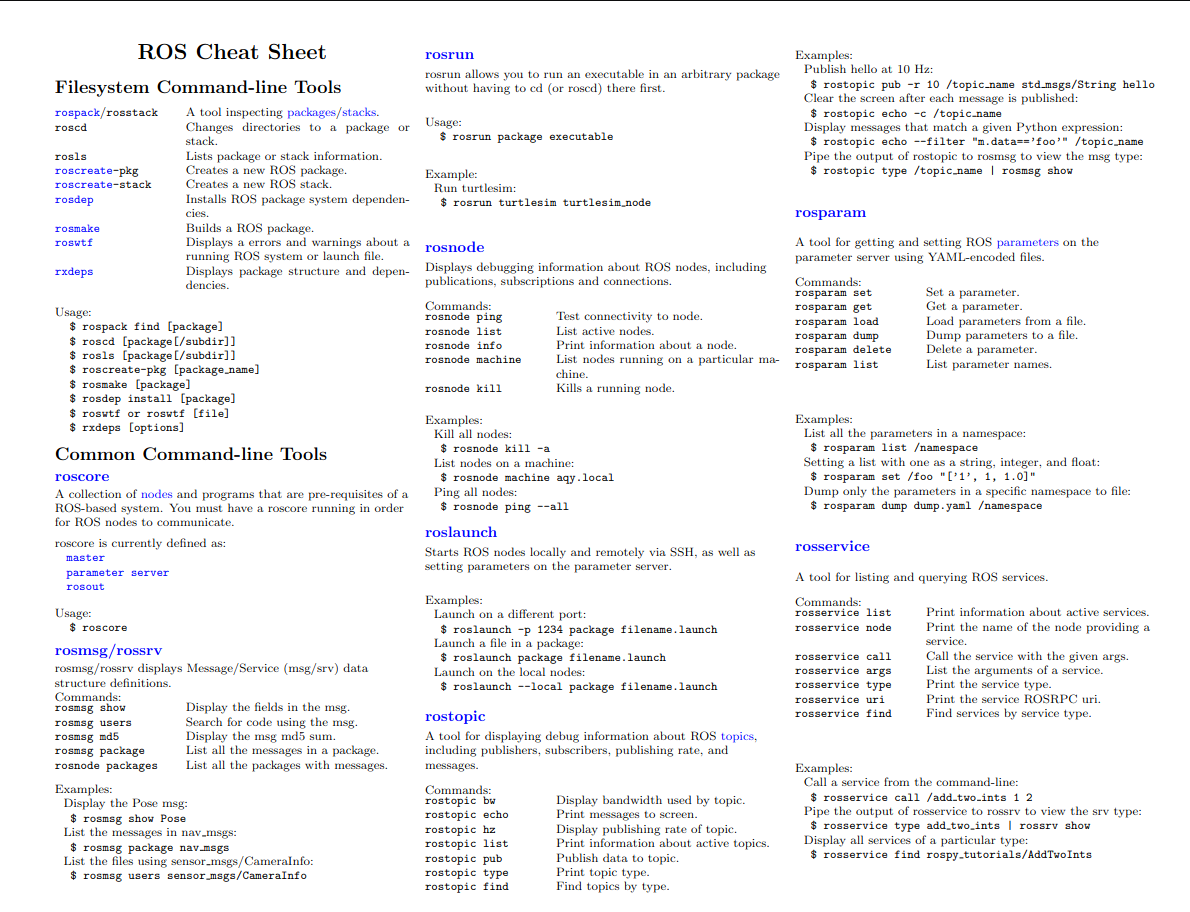 ROS Cheat Sheet
Filesystem Command-line Tools
rospack/rosstack A tool inspecting packages/stacks.
roscd Changes directories to a package or
stack.
rosls Lists package or stack information.
roscreate-pkg Creates a new ROS package.
roscreate-stack Creates a new ROS stack.
rosdep Installs ROS package system dependen-
cies.
rosmake Builds a ROS package.
roswtf Displays a errors and warnings about a
running ROS system or launch file.
rxdeps Displays package structure and depen-
dencies.
Usage:
$ rospack find [package]
$ roscd [package[/subdir]]
$ rosls [package[/subdir]]
$ roscreate-pkg [package_name]
$ rosmake [package]
$ rosdep install [package]
$ roswtf or roswtf [file]
$ rxdeps [options]
Common Command-line Tools
roscore
A collection of nodes and programs that are pre-requisites of a
ROS-based system. You must have a roscore running in order
for ROS nodes to communicate.
roscore is currently defined as:
master
parameter server
rosout
Usage:
$ roscore
rosmsg/rossrv
rosmsg/rossrv displays Message/Service (msg/srv) data
structure definitions.
Commands:
rosmsg show Display the fields in the msg.
rosmsg users Search for code using the msg.
rosmsg md5 Display the msg md5 sum.
rosmsg package List all the messages in a package.
rosnode packages List all the packages with messages.
Examples:
Display the Pose msg:
$ rosmsg show Pose
List the messages in nav_msgs:
$ rosmsg package nav_msgs
List the files using sensor_msgs/CameraInfo:
$ rosmsg users sensor_msgs/CameraInfo
rosrun
rosrun allows you to run an executable in an arbitrary package
without having to cd (or roscd) there first.
Usage:
$ rosrun package executable
Example:
Run turtlesim:
$ rosrun turtlesim turtlesim_node
rosnode
Displays debugging information about ROS nodes, including
publications, subscriptions and connections.
Commands:
rosnode ping Test connectivity to node.
rosnode list List active nodes.
rosnode info Print information about a node.
rosnode machine List nodes running on a particular ma-
chine.
rosnode kill Kills a running node.
Examples:
Kill all nodes:
$ rosnode kill -a
List nodes on a machine:
$ rosnode machine aqy.local
Ping all nodes:
$ rosnode ping --all
roslaunch
Starts ROS nodes locally and remotely via SSH, as well as
setting parameters on the parameter server.
Examples:
Launch on a different port:
$ roslaunch -p 1234 package filename.launch
Launch a file in a package:
$ roslaunch package filename.launch
Launch on the local nodes:
$ roslaunch --local package filename.launch
rostopic
A tool for displaying debug information about ROS topics,
including publishers, subscribers, publishing rate, and
messages.
Commands:
rostopic bw Display bandwidth used by topic.
rostopic echo Print messages to screen.
rostopic hz Display publishing rate of topic.
rostopic list Print information about active topics.
rostopic pub Publish data to topic.
rostopic type Print topic type.
rostopic find Find topics by type.
Examples:
Publish hello at 10 Hz:
$ rostopic pub -r 10 /topic_name std_msgs/String hello
Clear the screen after each message is published:
$ rostopic echo -c /topic_name
Display messages that match a given Python expression:
$ rostopic echo --filter "m.data=='foo'" /topic_name
Pipe the output of rostopic to rosmsg to view the msg type:
$ rostopic type /topic_name | rosmsg show
rosparam
A tool for getting and setting ROS parameters on the
parameter server using YAML-encoded files.
Commands:
rosparam set Set a parameter.
rosparam get Get a parameter.
rosparam load Load parameters from a file.
rosparam dump Dump parameters to a file.
rosparam delete Delete a parameter.
rosparam list List parameter names.
Examples:
List all the parameters in a namespace:
$ rosparam list /namespace
Setting a list with one as a string, integer, and float:
$ rosparam set /foo "['1', 1, 1.0]"
Dump only the parameters in a specific namespace to file:
$ rosparam dump dump.yaml /namespace
rosservice
A tool for listing and querying ROS services.
Commands:
rosservice list Print information about active services.
rosservice node Print the name of the node providing a
service.
rosservice call Call the service with the given args.
rosservice args List the arguments of a service.
rosservice type Print the service type.
rosservice uri Print the service ROSRPC uri.
rosservice find Find services by service type.
Examples:
Call a service from the command-line:
$ rosservice call /add_two_ints 1 2
Pipe the output of rosservice to rossrv to view the srv type:
$ rosservice type add_two_ints | rossrv show
Display all services of a particular type:
$ rosservice find rospy_tutorials/AddTwoInts